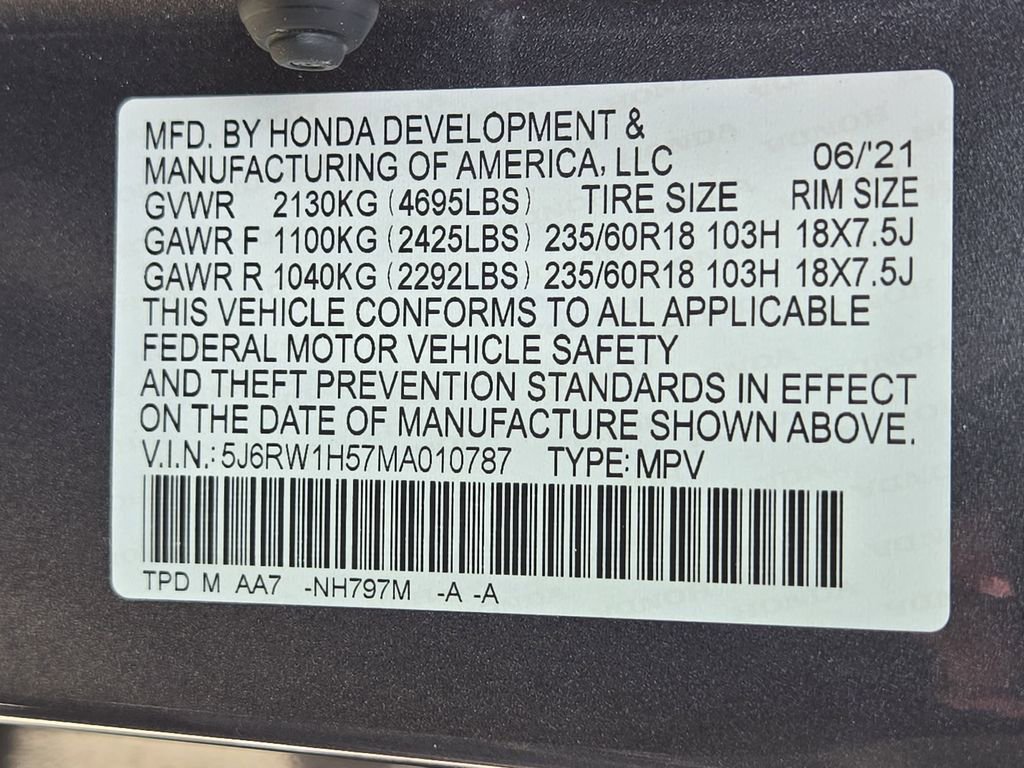 MFD. BY HONDA DEVELOPMENT &
MANUFACTURING OF AMERICA, LLC 06/'21
GVWR 2130KG (4695LBS) TIRE SIZE RIM SIZE
GAWR F 1100KG (2425LBS) 235/60R18 103H 18X7.5J
GAWR R 1040KG (2292LBS) 235/60R18 103H 18X7.5J
THIS VEHICLE CONFORMS TO ALL APPLICABLE
FEDERAL MOTOR VEHICLE SAFETY
AND THEFT PREVENTION STANDARDS IN EFFECT
ON THE DATE OF MANUFACTURE SHOWN ABOVE.
V.I.N.: 5J6RW1H57MA010787 TYPE: MPV
TPD M AA7 -NH797M -A -A